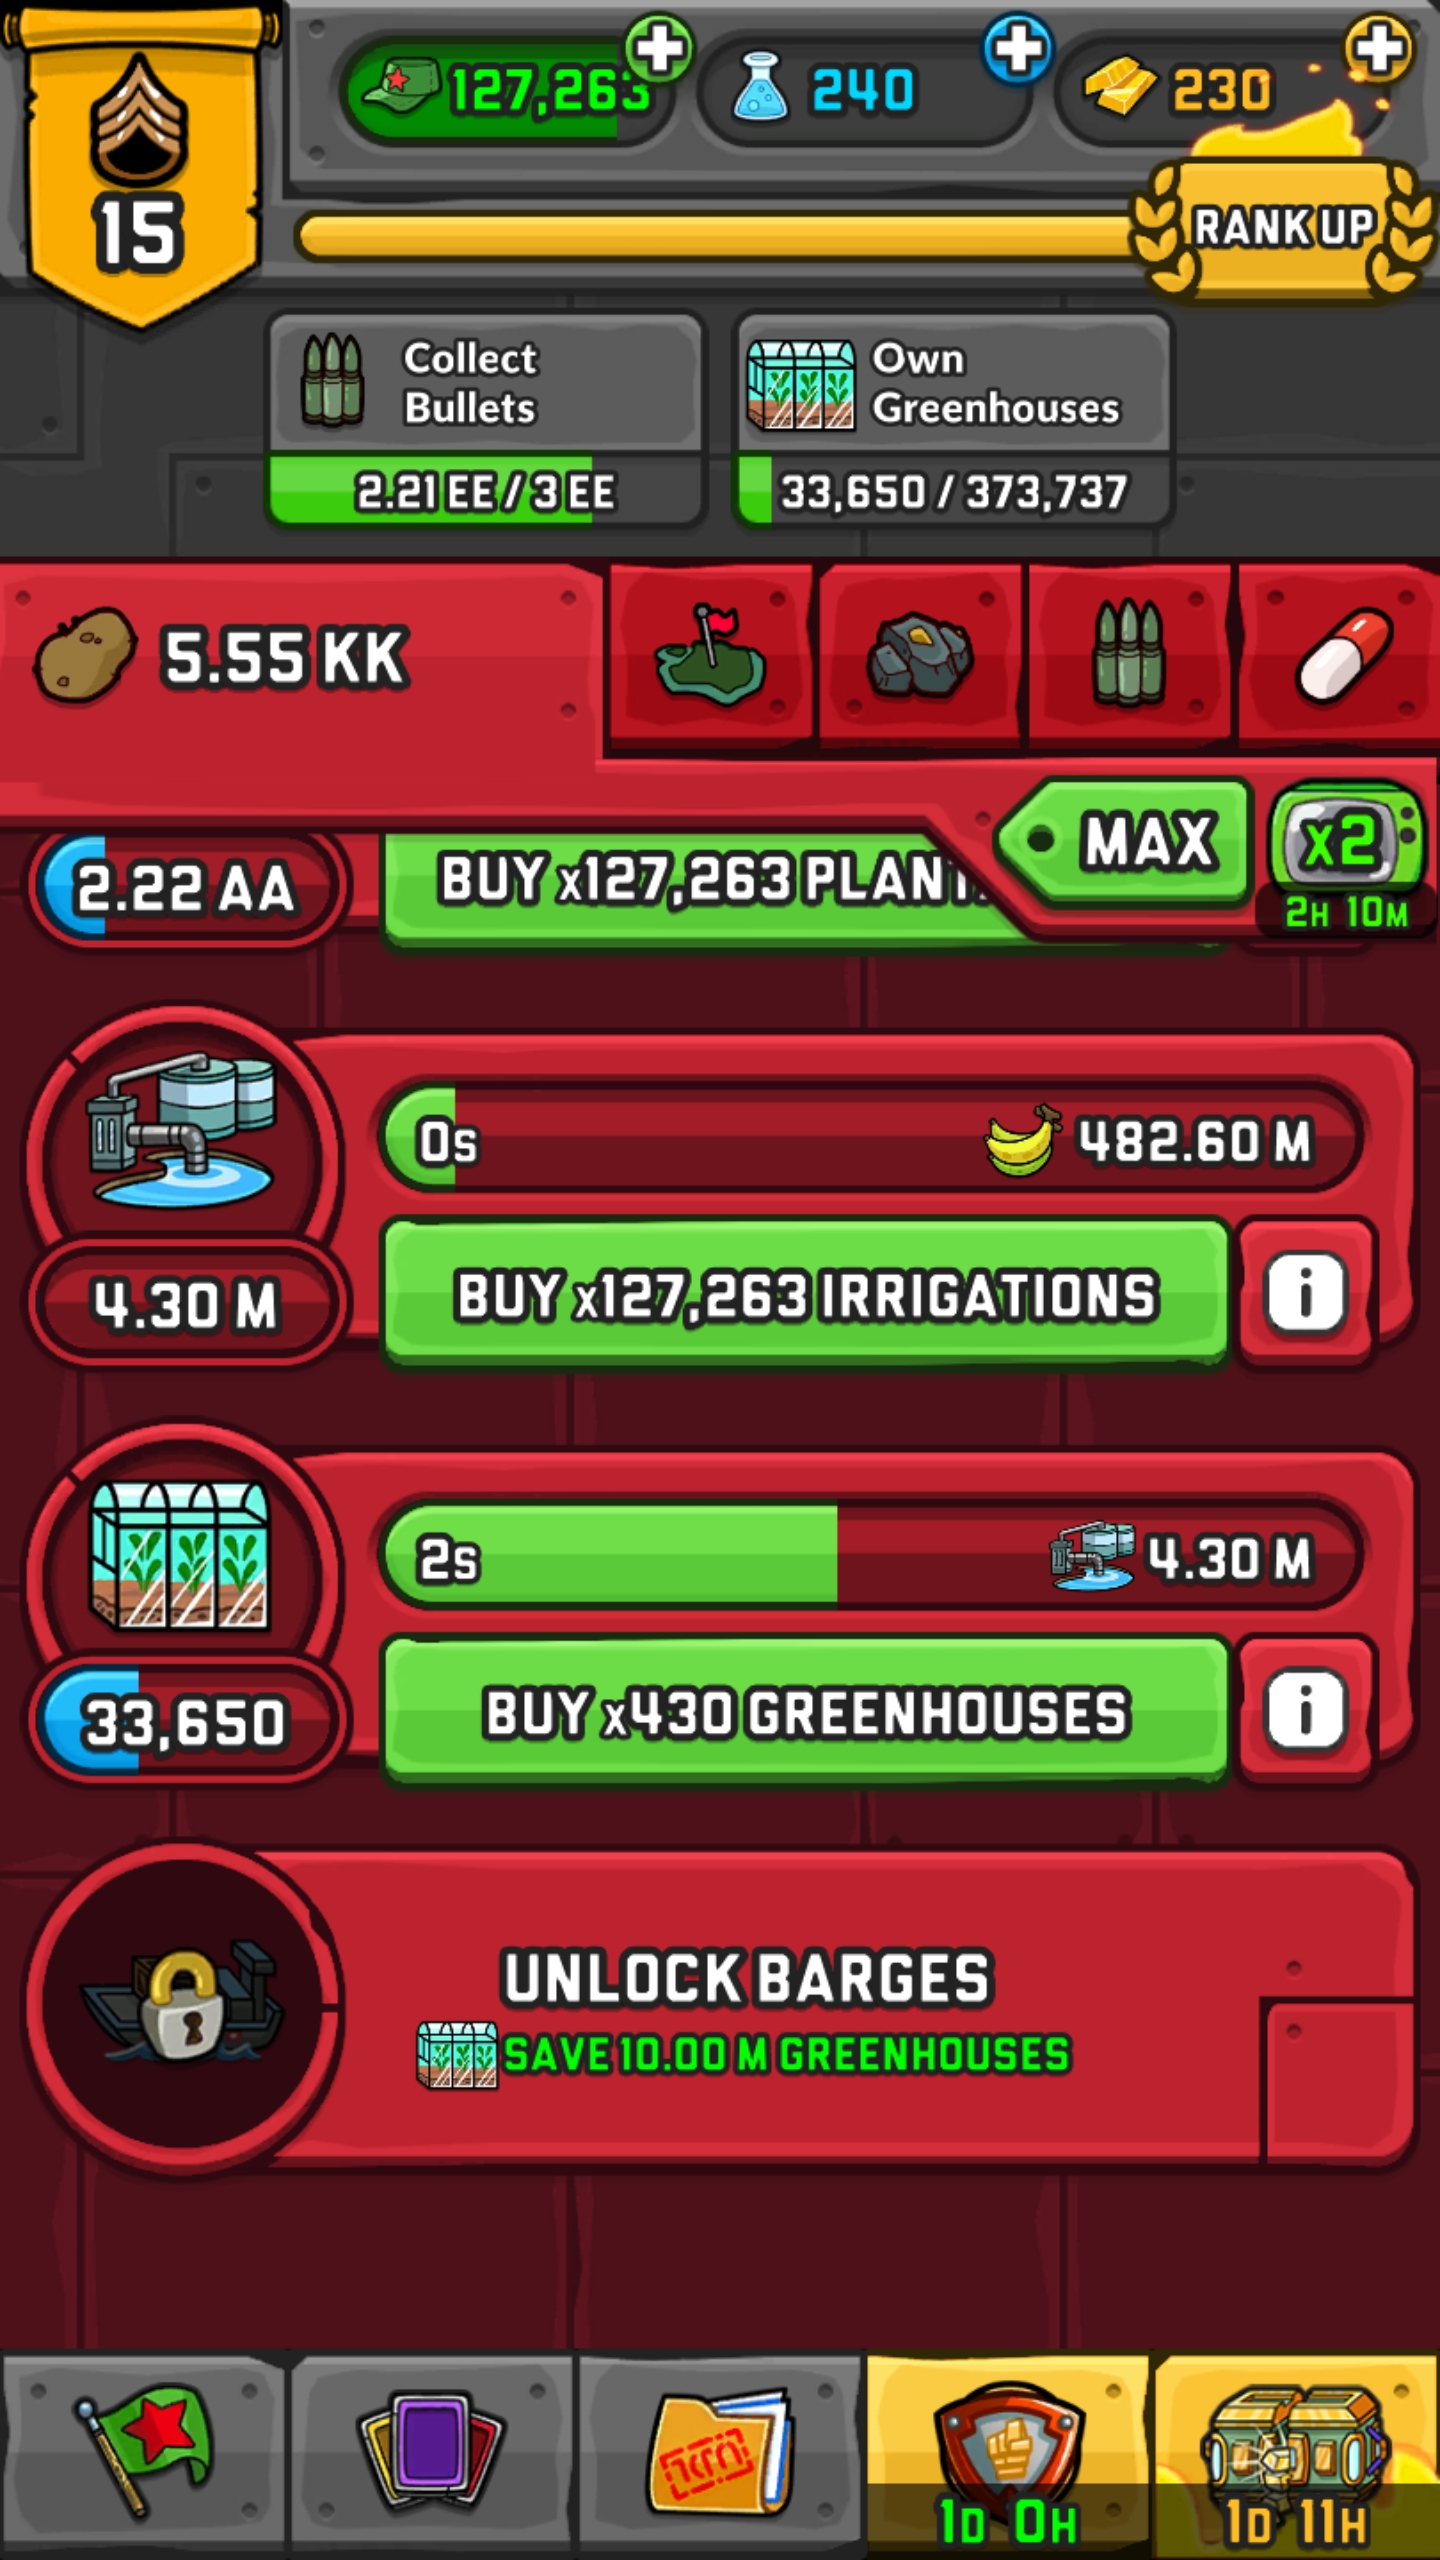 127,263
240
230
15
RANK UP
Collect
Bullets
2.21 EE / 3 EE
Own
Greenhouses
33,650 / 373,737
5.55 KK
MAX
x2
2H 10M
2.22 AA
BUY x127,263
0s
482.60 M
4.30 M
BUY x127,263 IRRIGATIONS
2s
4.30 M
33,650
BUY x430 GREENHOUSES
UNLOCK BARGES
SAVE 10.00 M GREENHOUSES
1D 0H
1D 11H